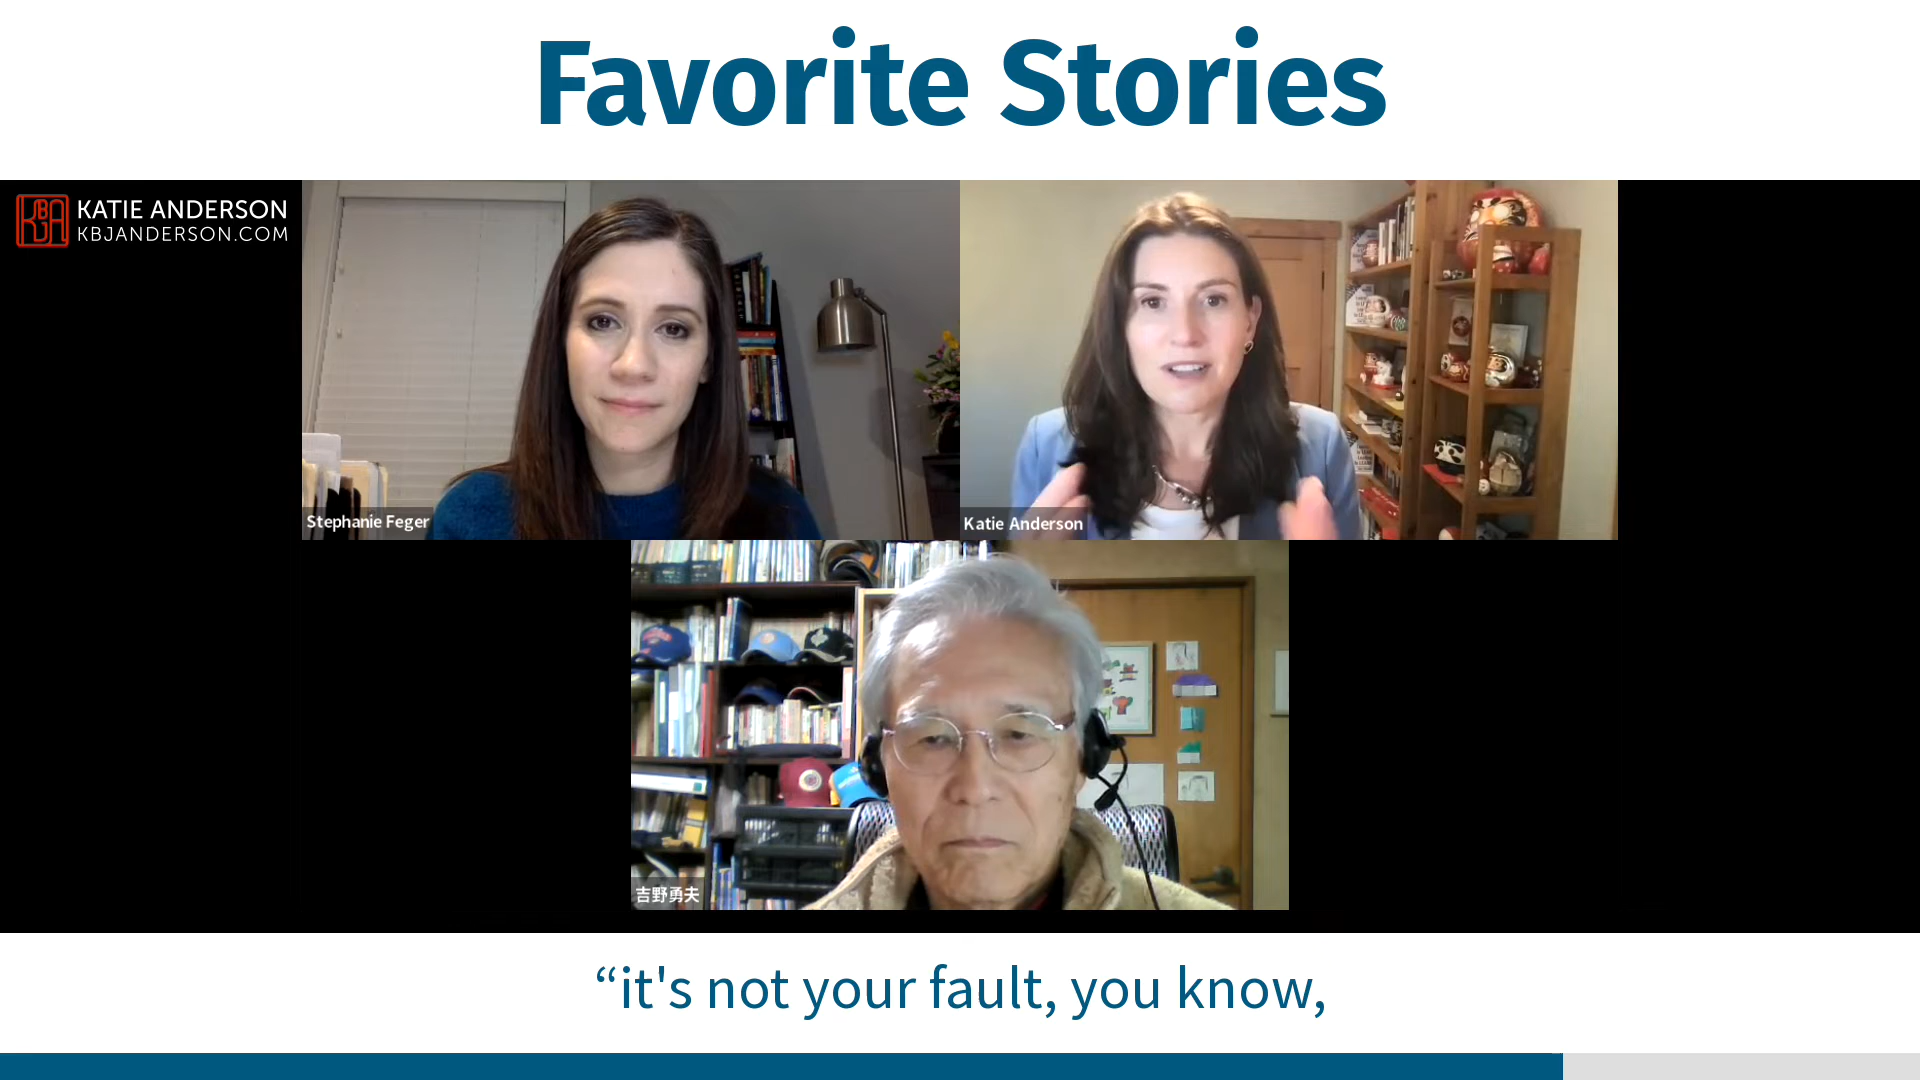 Favorite Stories
KATIE ANDERSON
KBJANDERSON.COM
Stephanie Feger
Katie Anderson
吉野勇夫
“it's not your fault, you know,